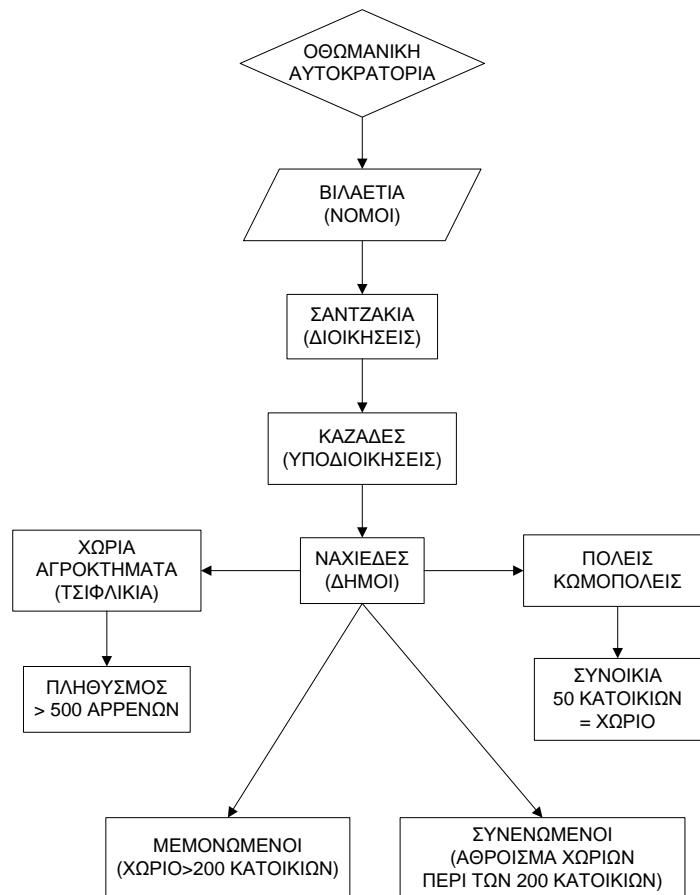 ΟΘΩΜΑΝΙΚΗ
ΑΥΤΟΚΡΑΤΟΡΙΑ
ΒΙΛΑΕΤΙΑ
(ΝΟΜΟΙ)
ΣΑΝΤΖΑΚΙΑ
(ΔΙΟΙΚΗΣΕΙΣ)
ΚΑΖΑΔΕΣ
(ΥΠΟΔΙΟΙΚΗΣΕΙΣ)
ΧΩΡΙΑ
ΑΓΡΟΚΤΗΜΑΤΑ
(ΤΣΙΦΛΙΚΙΑ)
ΝΑΧΙΕΔΕΣ
(ΔΗΜΟΙ)
ΠΟΛΕΙΣ
ΚΩΜΟΠΟΛΕΙΣ
ΠΛΗΘΥΣΜΟΣ
> 500 ΑΡΡΕΝΩΝ
ΣΥΝΟΙΚΙΑ
50 ΚΑΤΟΙΚΙΩΝ
= ΧΩΡΙΟ
ΜΕΜΟΝΩΜΕΝΟΙ
(ΧΩΡΙΟ>200 ΚΑΤΟΙΚΙΩΝ)
ΣΥΝΕΝΩΜΕΝΟΙ
(ΑΘΡΟΙΣΜΑ ΧΩΡΙΩΝ
ΠΕΡΙ ΤΩΝ 200 ΚΑΤΟΙΚΙΩΝ)